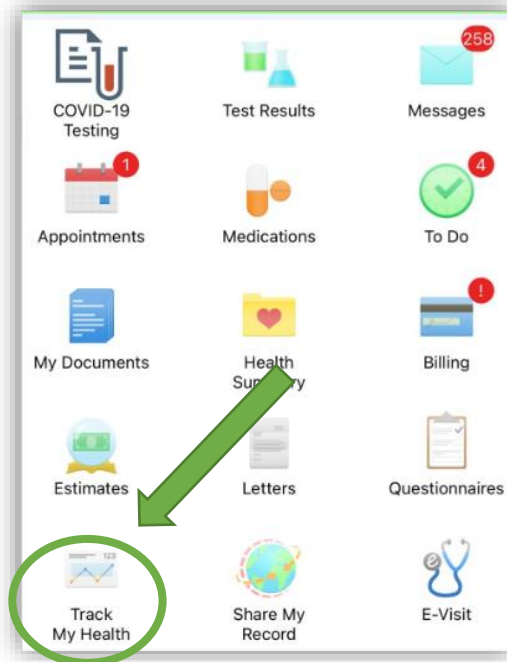 258
COVID-19
Testing
Test Results
Messages
1
4
Appointments
Medications
To Do
!
My Documents
Health
Billing
Estimates
Letters
Questionnaires
123
Track
My Health
Share My
Record
e
E-Visit